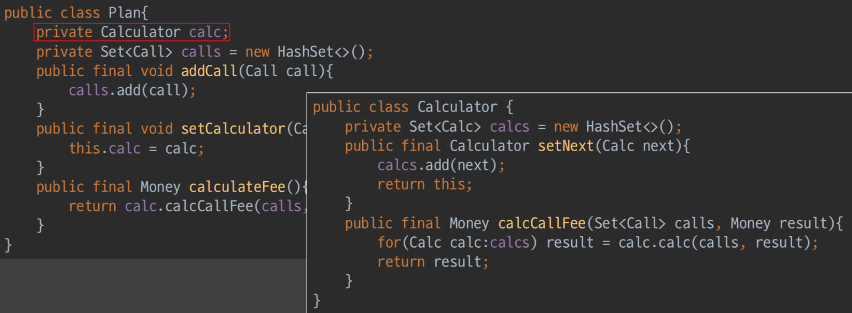 public class Plan{
private Calculator calc;
private Set<Call> calls = new HashSet<>();
public final void addCall(Call call){
calls.add(call);
}
public final void setCalculator(Ca
this.calc = calc;
}
public final Money calculateFee(){
return calc.calcCallFee(calls,
}
}
public class Calculator {
private Set<Calc> calcs = new HashSet<>();
public final Calculator setNext(Calc next){
calcs.add(next);
return this;
}
public final Money calcCallFee(Set<Call> calls, Money result){
for(Calc calc:calcs) result = calc.calc(calls, result);
return result;
}
}